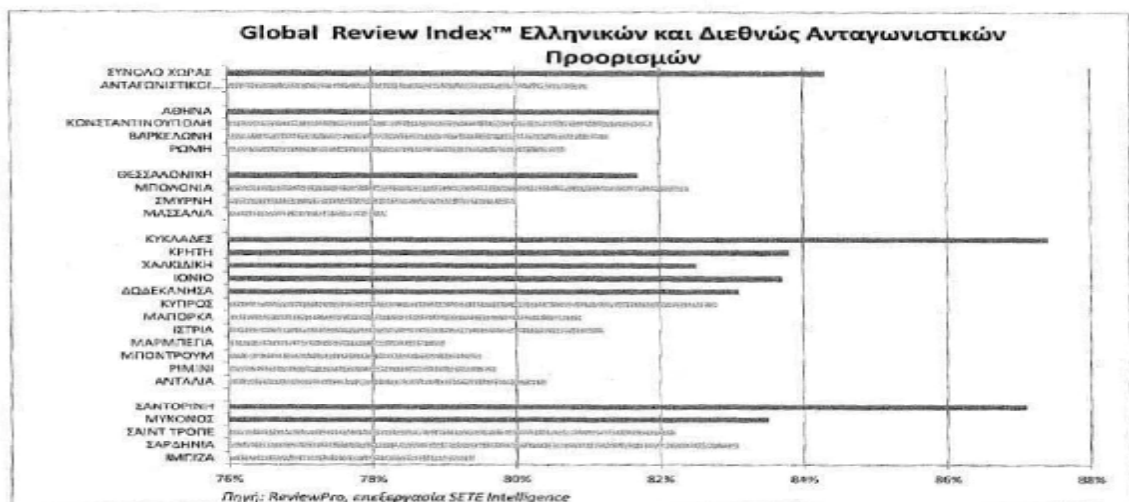 Global Review Index™ Ελληνικών και Διεθνώς Ανταγωνιστικών
Προορισμών
ΣΥΝΟΛΟ ΧΩΡΑΣ
ΑΝΤΑΓΩΝΙΣΤΙΚΟΙ...
ΑΘΗΝΑ
ΚΩΝΣΤΑΝΤΙΝΟΥΠΟΛΗ
ΒΑΡΚΕΛΩΝΗ
ΡΩΜΗ
ΘΕΣΣΑΛΟΝΙΚΗ
ΜΠΟΛΟΝΙΑ
ΣΜΥΡΝΗ
ΜΑΣΣΑΛΙΑ
ΚΥΚΛΑΔΕΣ
ΚΡΗΤΗ
ΧΑΛΚΙΔΙΚΗ
ΙΟΝΙΟ
ΔΩΔΕΚΑΝΗΣΑ
ΚΥΠΡΟΣ
ΜΑΓΙΟΡΚΑ
ΙΣΤΡΙΑ
ΜΑΡΜΠΕΓΙΑ
ΜΠΟΝΤΡΟΥΜ
ΡΙΜΙΝΙ
ΑΝΤΑΛΙΑ
ΣΑΝΤΟΡΙΝΗ
ΜΥΚΟΝΟΣ
ΣΑΙΝΤ ΤΡΟΠΕ
ΣΑΡΔΗΝΙΑ
ΙΜΠΙΖΑ
76% 78% 80% 82% 84% 86% 88%
Πηγή: ReviewPro, επεξεργασία SETE Intelligence